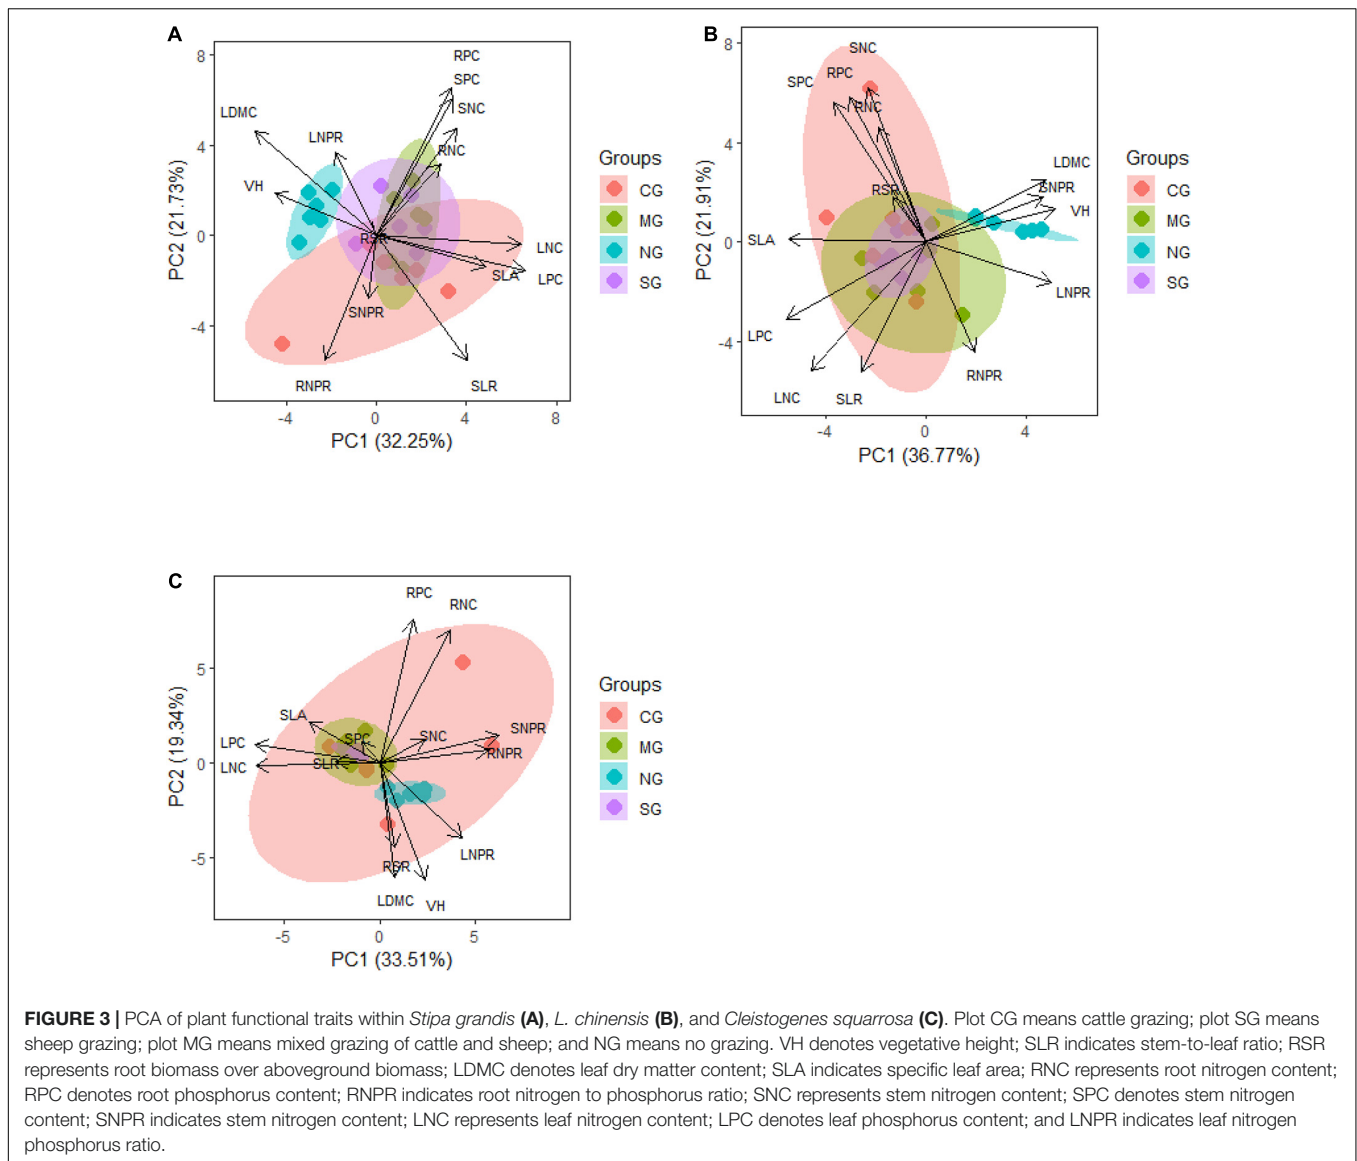 A
8
4
0
-4
-4
0
4
8
PC2 (21.73%)
PC1 (32.25%)
RPC
SPC
SNC
RNC
LDMC
LNPR
VH
RSR
LNC
SLA
LPC
SNPR
RNPR
SLR
Groups
CG
MG
NG
SG
B
8
4
0
-4
-4
0
4
PC2 (21.91%)
PC1 (36.77%)
SNC
RPC
SPC
RNC
LDMC
SNPR
RSR
VH
SLA
LNPR
LPC
RNPR
LNC
SLR
Groups
CG
MG
NG
SG
C
5
0
-5
-5
0
5
PC2 (19.34%)
PC1 (33.51%)
RPC
RNC
SLA
SNPR
LPC
SPC
SNC
RNPR
LNC
SLR
LNPR
RSR
LDMC
VH
Groups
CG
MG
NG
SG
FIGURE 3 | PCA of plant functional traits within Stipa grandis (A), L. chinensis (B), and Cleistogenes squarrosa (C). Plot CG means cattle grazing; plot SG means
sheep grazing; plot MG means mixed grazing of cattle and sheep; and NG means no grazing. VH denotes vegetative height; SLR indicates stem-to-leaf ratio; RSR
represents root biomass over aboveground biomass; LDMC denotes leaf dry matter content; SLA indicates specific leaf area; RNC represents root nitrogen content;
RPC denotes root phosphorus content; RNPR indicates root nitrogen to phosphorus ratio; SNC represents stem nitrogen content; SPC denotes stem nitrogen
content; SNPR indicates stem nitrogen content; LNC represents leaf nitrogen content; LPC denotes leaf phosphorus content; and LNPR indicates leaf nitrogen
phosphorus ratio.